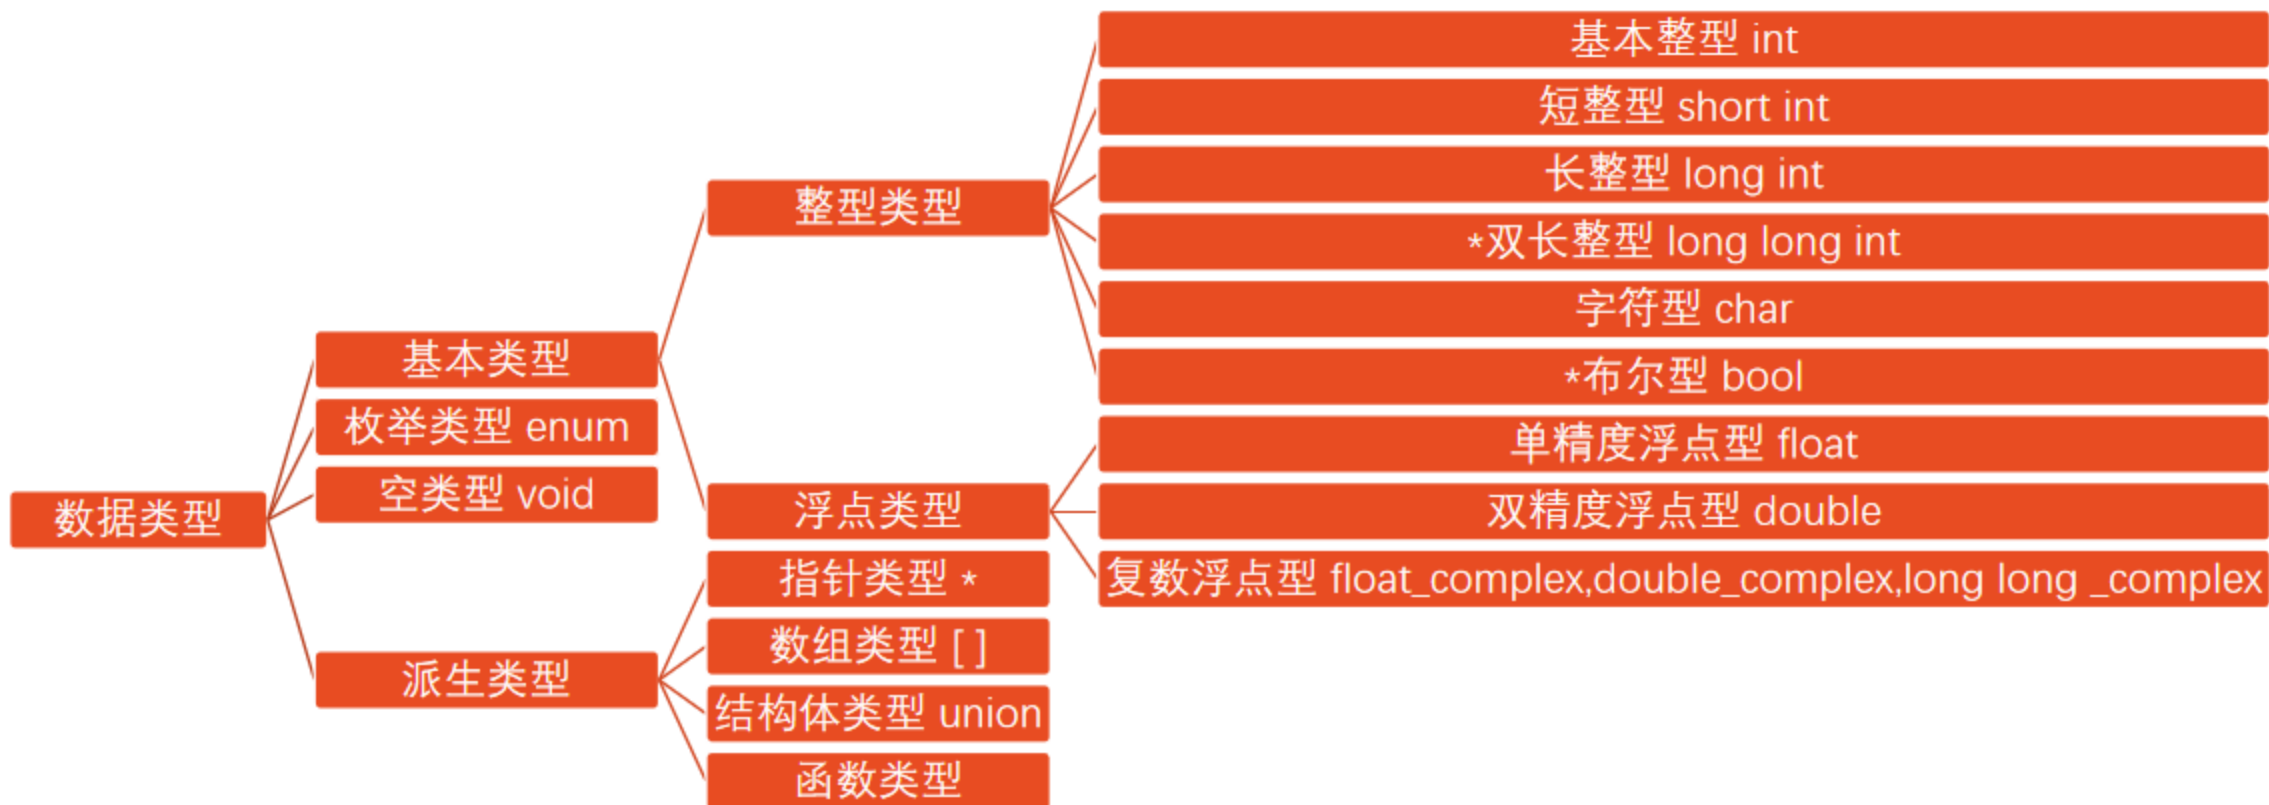 数据类型
基本类型
枚举类型 enum
空类型 void
派生类型
整型类型
浮点类型
指针类型 *
数组类型 [ ]
结构体类型 union
函数类型
基本整型 int
短整型 short int
长整型 long int
*双长整型 long long int
字符型 char
*布尔型 bool
单精度浮点型 float
双精度浮点型 double
复数浮点型 float_complex,double_complex,long long _complex